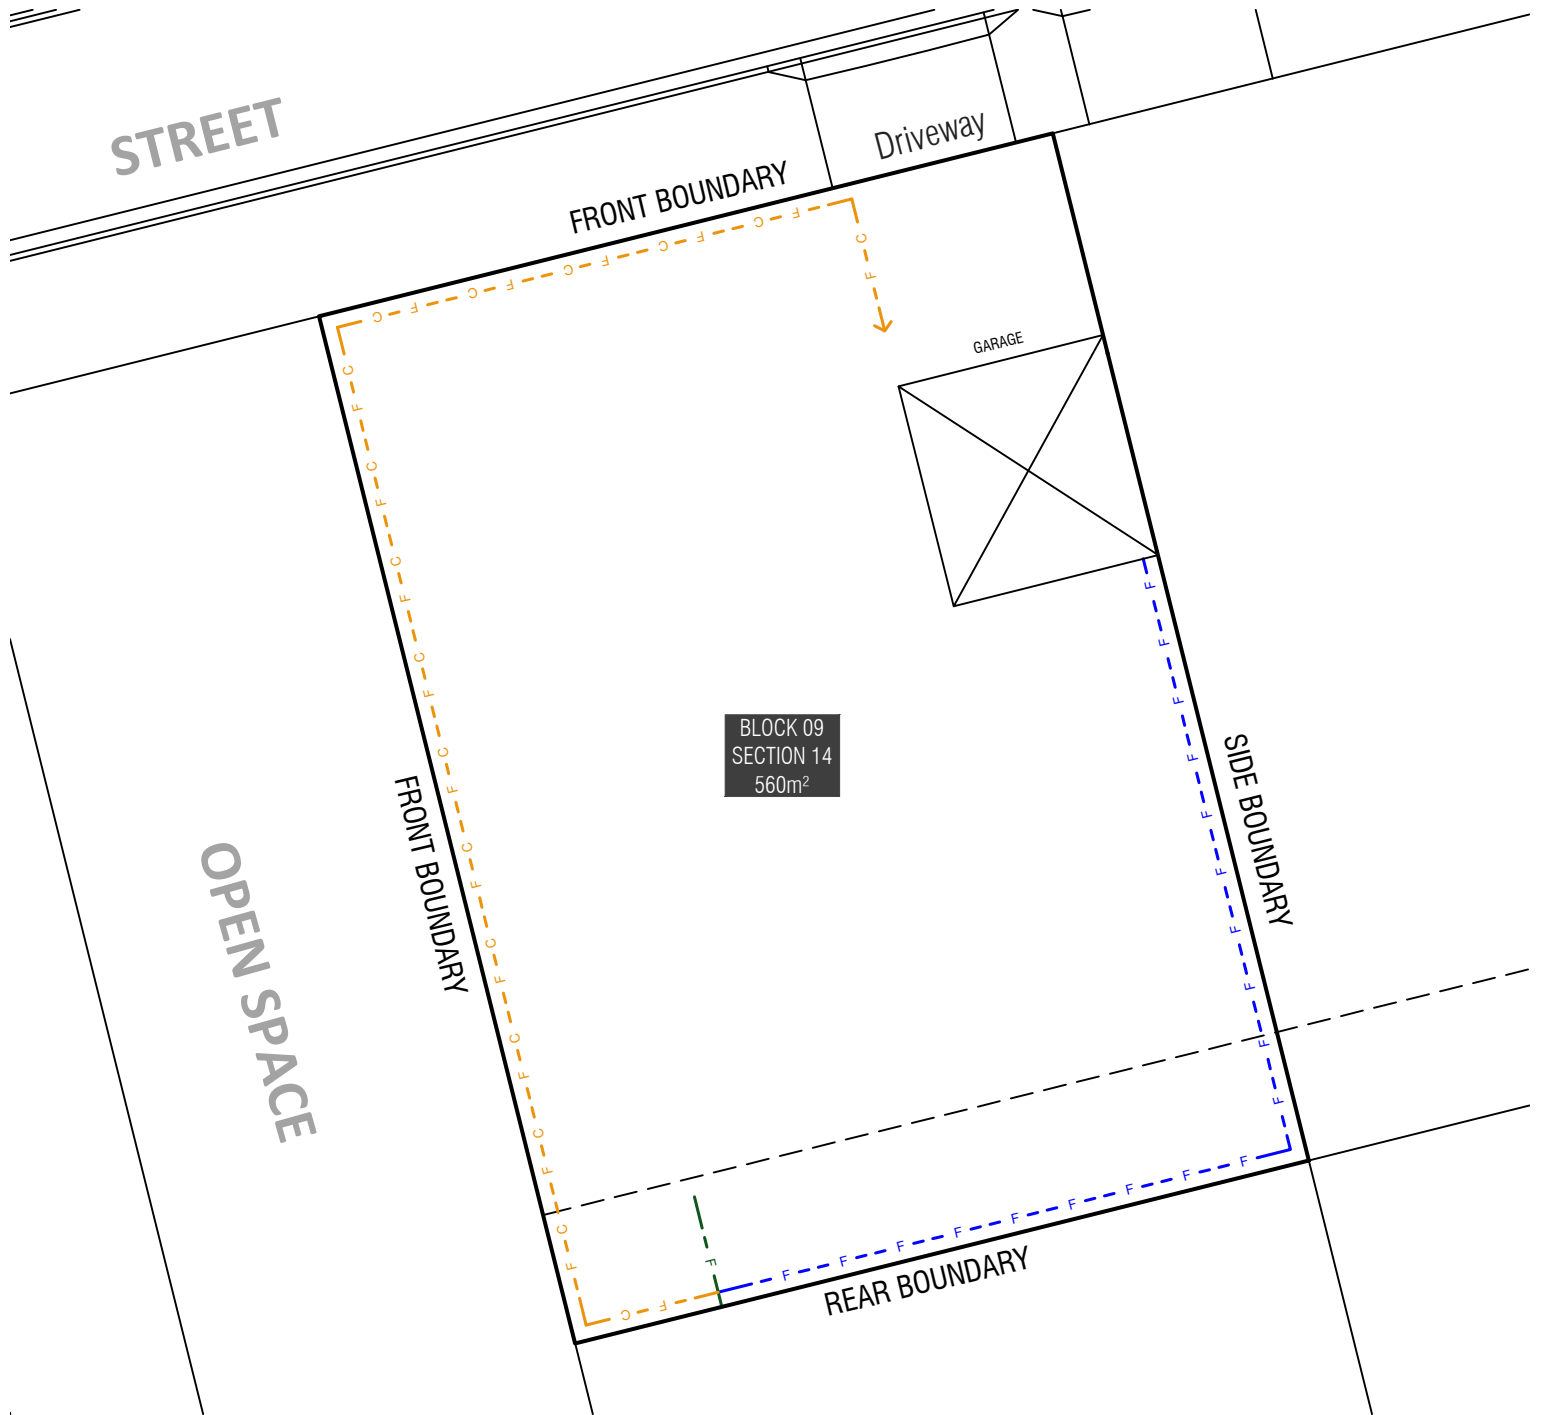 STREET
Driveway
FRONT BOUNDARY
F C F C F C F C F C
C F
GARAGE
C F C F C F C F C F C F C F C F C F C F
F F F F F F F F F F
BLOCK 09
SECTION 14
560m²
SIDE BOUNDARY
FRONT BOUNDARY
OPEN SPACE
F
C F
F F F F F F F F F
REAR BOUNDARY